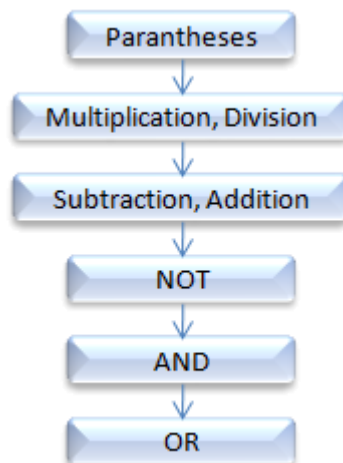 Parantheses
Multiplication, Division
Subtraction, Addition
NOT
AND
OR